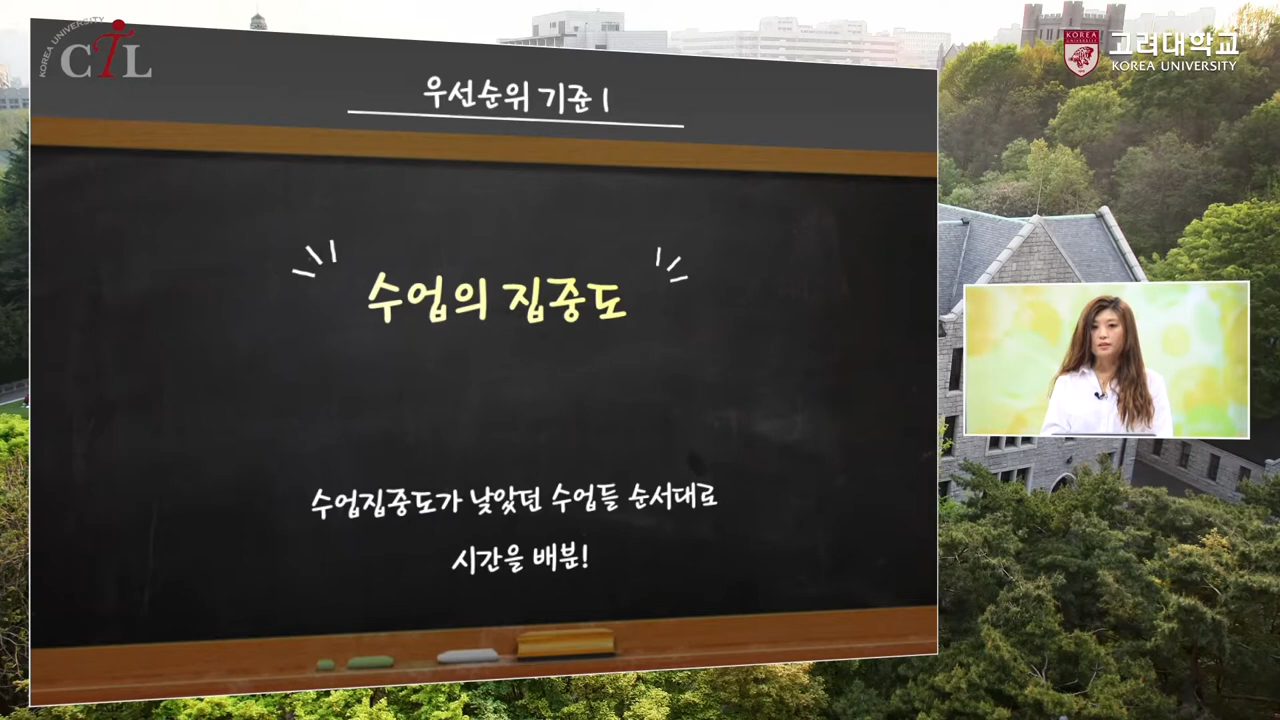 KOREA UNIVERSITY
CTL
고려대학교
KOREA UNIVERSITY
KOREA
우선순위 기준 1
수업의 집중도
수업집중도가 낮았던 수업들 순서대로
시간을 배분!